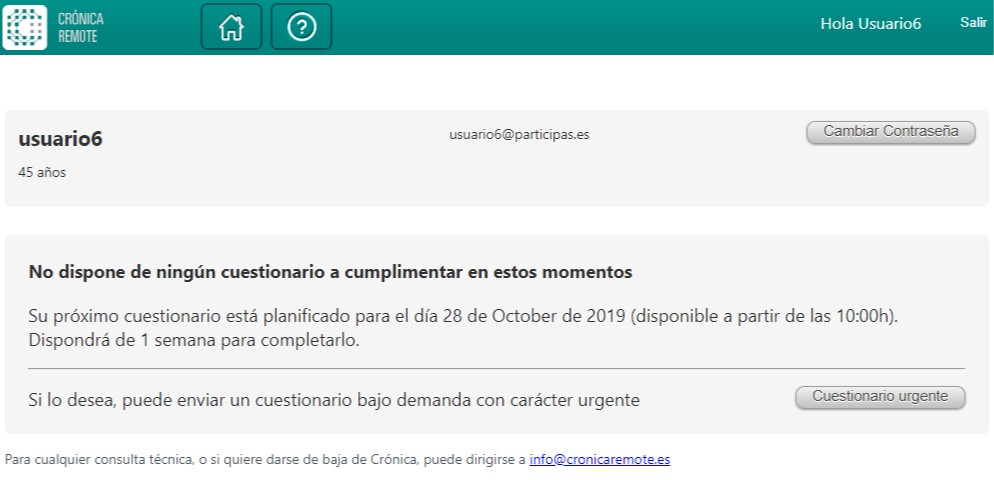 CRÓNICA
REMOTE
?
Hola Usuario6
Salir
usuario6
usuario6@participas.es
Cambiar Contraseña
45 años
No dispone de ningún cuestionario a cumplimentar en estos momentos
Su próximo cuestionario está planificado para el día 28 de October de 2019 (disponible a partir de las 10:00h).
Dispondrá de 1 semana para completarlo.
Si lo desea, puede enviar un cuestionario bajo demanda con carácter urgente
Cuestionario urgente
Para cualquier consulta técnica, o si quiere darse de baja de Crónica, puede dirigirse a info@cronicaremote.es